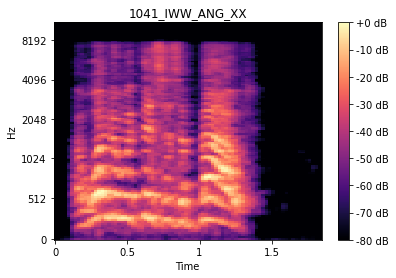 1041_IWW_ANG_XX
+0 dB
8192
-10 dB
4096
-20 dB
-30 dB
2048
Hz
-40 dB
1024
-50 dB
512
-60 dB
-70 dB
0
-80 dB
0
0.5
1
1.5
Time